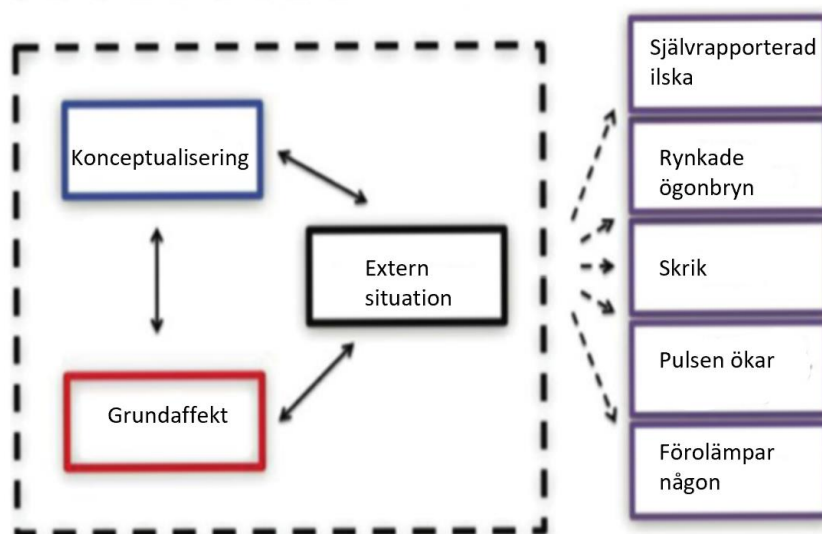 Konceptualisering
Extern
situation
Grundaffekt
Självrapporterad
ilska
Rynkade
ögonbryn
Skrik
Pulsen ökar
Förolämpar
någon